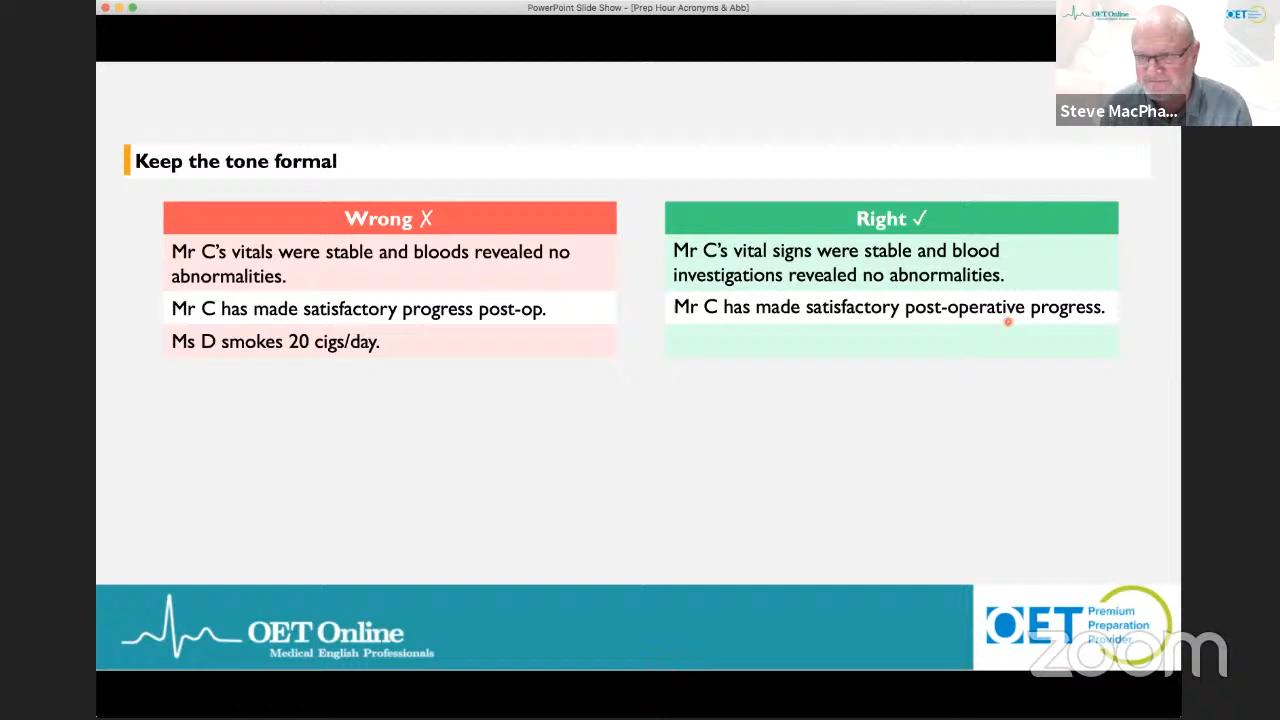 PowerPoint Slide Show - [Prep Hour Acronyms & Abb]
OET Online
OET
Steve MacPha...
Keep the tone formal
Wrong ✗
Right ✓
Mr C's vitals were stable and bloods revealed no
abnormalities.
Mr C's vital signs were stable and blood
investigations revealed no abnormalities.
Mr C has made satisfactory progress post-op.
Mr C has made satisfactory post-operative progress.
Ms D smokes 20 cigs/day.
OET Online
Medical English Professionals
OET
Premium
Preparation
Provider
zoom